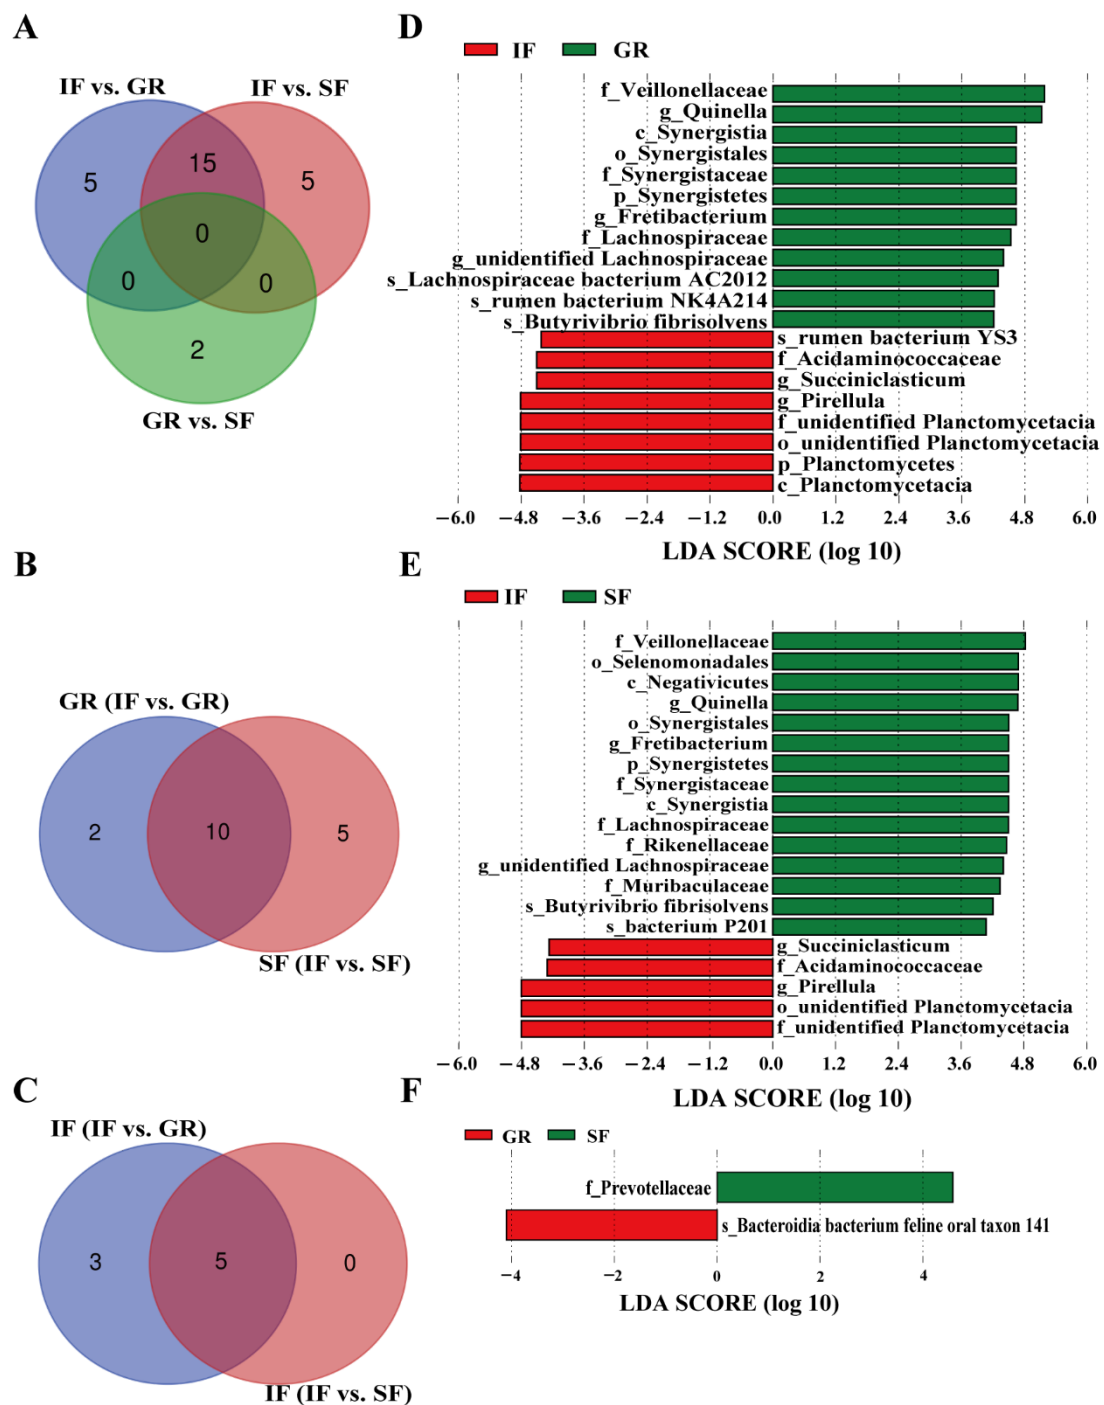 A
IF vs. GR
IF vs. SF
5
15
5
0
0
0
2
GR vs. SF
D
IF
GR
f_Veillonellaceae
g_Quinella
c_Synergistia
o_Synergistales
f_Synergistaceae
p_Synergistetes
g_Fretibacterium
f_Lachnospiraceae
g_unidentified Lachnospiraceae
s_Lachnospiraceae bacterium AC2012
s_rumen bacterium NK4A214
s_Butyrivibrio fibrisolvens
s_rumen bacterium YS3
f_Acidaminococcaceae
g_Succiniclasticum
g_Pirellula
f_unidentified Planctomycetacia
o_unidentified Planctomycetacia
p_Planctomycetes
c_Planctomycetacia
−6.0 −4.8 −3.6 −2.4 −1.2 0.0 1.2 2.4 3.6 4.8 6.0
LDA SCORE (log 10)
B
GR (IF vs. GR)
2
10
5
SF (IF vs. SF)
E
IF
SF
f_Veillonellaceae
o_Selenomonadales
c_Negativicutes
g_Quinella
o_Synergistales
g_Fretibacterium
p_Synergistetes
f_Synergistaceae
c_Synergistia
f_Lachnospiraceae
f_Rikenellaceae
g_unidentified Lachnospiraceae
f_Muribaculaceae
s_Butyrivibrio fibrisolvens
s_bacterium P201
g_Succiniclasticum
f_Acidaminococcaceae
g_Pirellula
o_unidentified Planctomycetacia
f_unidentified Planctomycetacia
−6.0 −4.8 −3.6 −2.4 −1.2 0.0 1.2 2.4 3.6 4.8 6.0
LDA SCORE (log 10)
C
IF (IF vs. GR)
3
5
0
IF (IF vs. SF)
F
GR
SF
f_Prevotellaceae
s_Bacteroidia bacterium feline oral taxon 141
−4 −2 0 2 4
LDA SCORE (log 10)